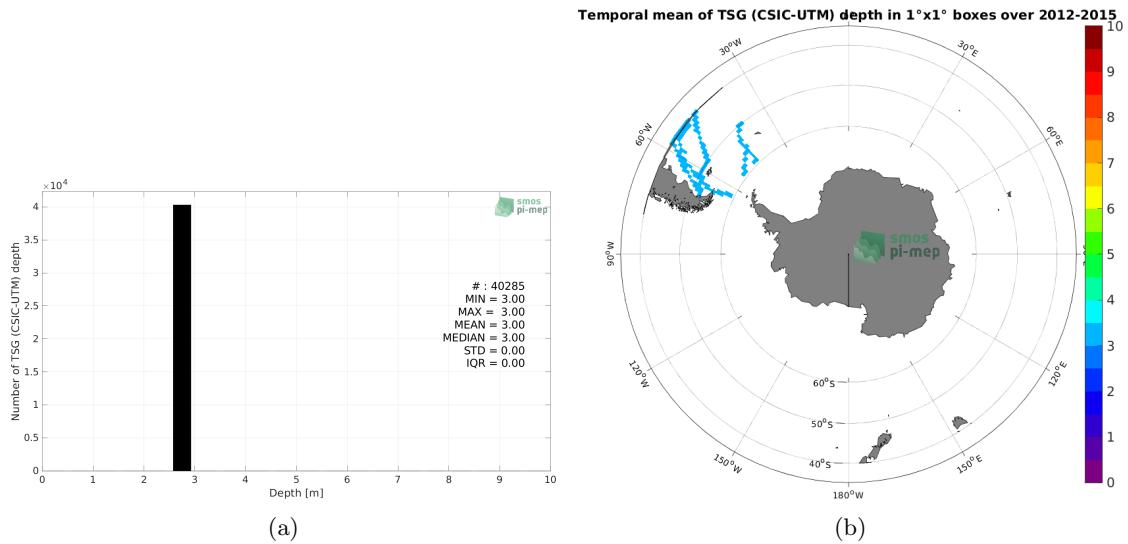 Temporal mean of TSG (CSIC-UTM) depth in 1°x1° boxes over 2012-2015
×10⁴
4
3.5
3
2.5
2
1.5
1
0.5
0
Number of TSG (CSIC-UTM) depth
smos
pi-mep
# : 40285
MIN = 3.00
MAX = 3.00
MEAN = 3.00
MEDIAN = 3.00
STD = 0.00
IQR = 0.00
0 1 2 3 4 5 6 7 8 9 10
Depth [m]
(a)
30°W
30°E
60°W
60°E
90°W
smos
pi-mep
120°W
120°E
150°W
150°E
180°W
60°S
50°S
40°S
10
9
8
7
6
5
4
3
2
1
0
(b)